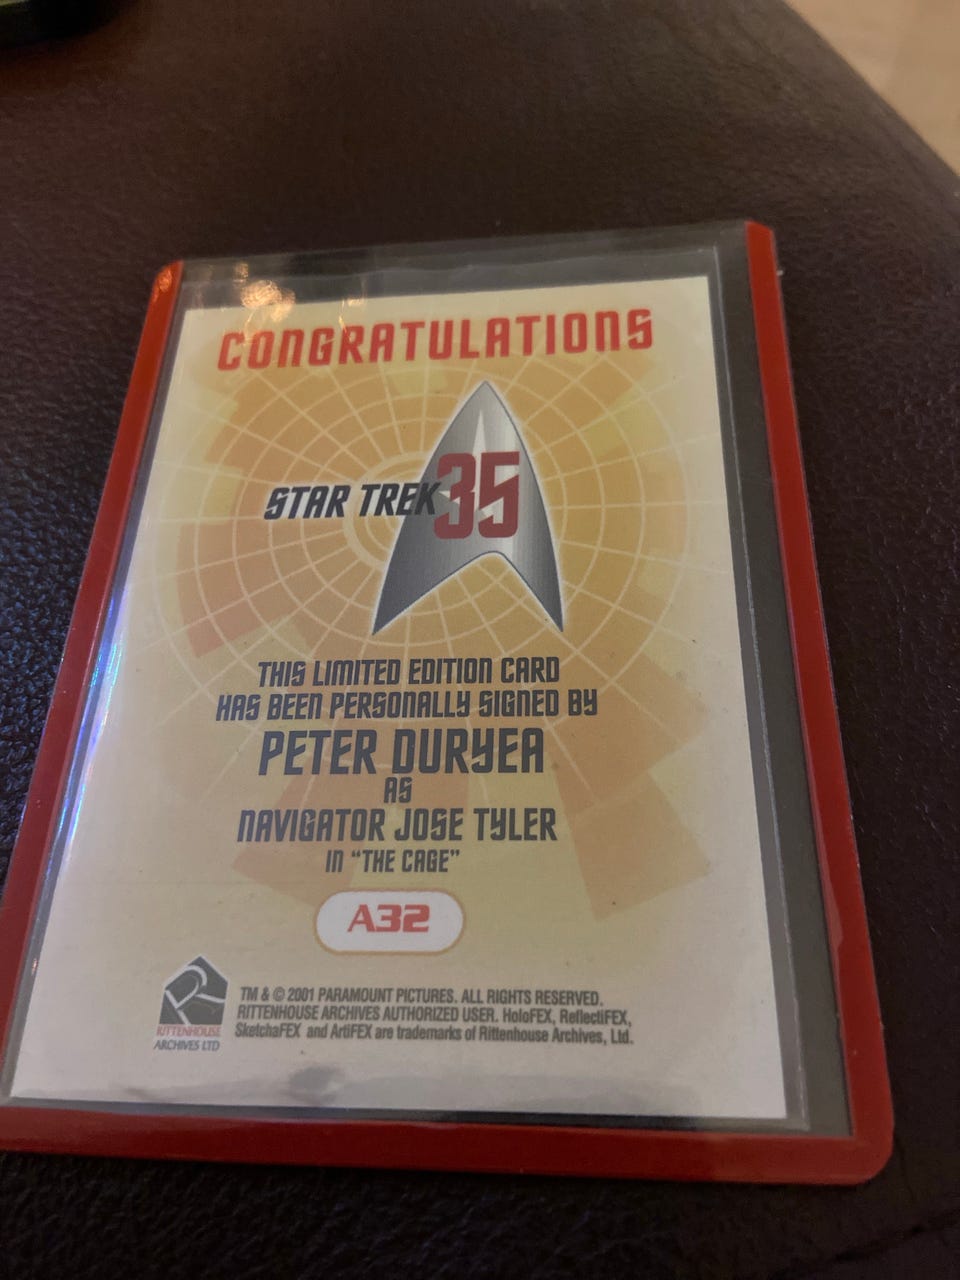 CONGRATULATIONS
STAR TREK 35
THIS LIMITED EDITION CARD
HAS BEEN PERSONALLY SIGNED BY
PETER DURYEA
AS
NAVIGATOR JOSE TYLER
IN "THE CAGE"
A32
RITTENHOUSE
ARCHIVES LTD
TM & © 2001 PARAMOUNT PICTURES. ALL RIGHTS RESERVED.
RITTENHOUSE ARCHIVES AUTHORIZED USER. HoloFEX, ReflectiFEX,
SketchaFEX and ArtiFEX are trademarks of Rittenhouse Archives, Ltd.